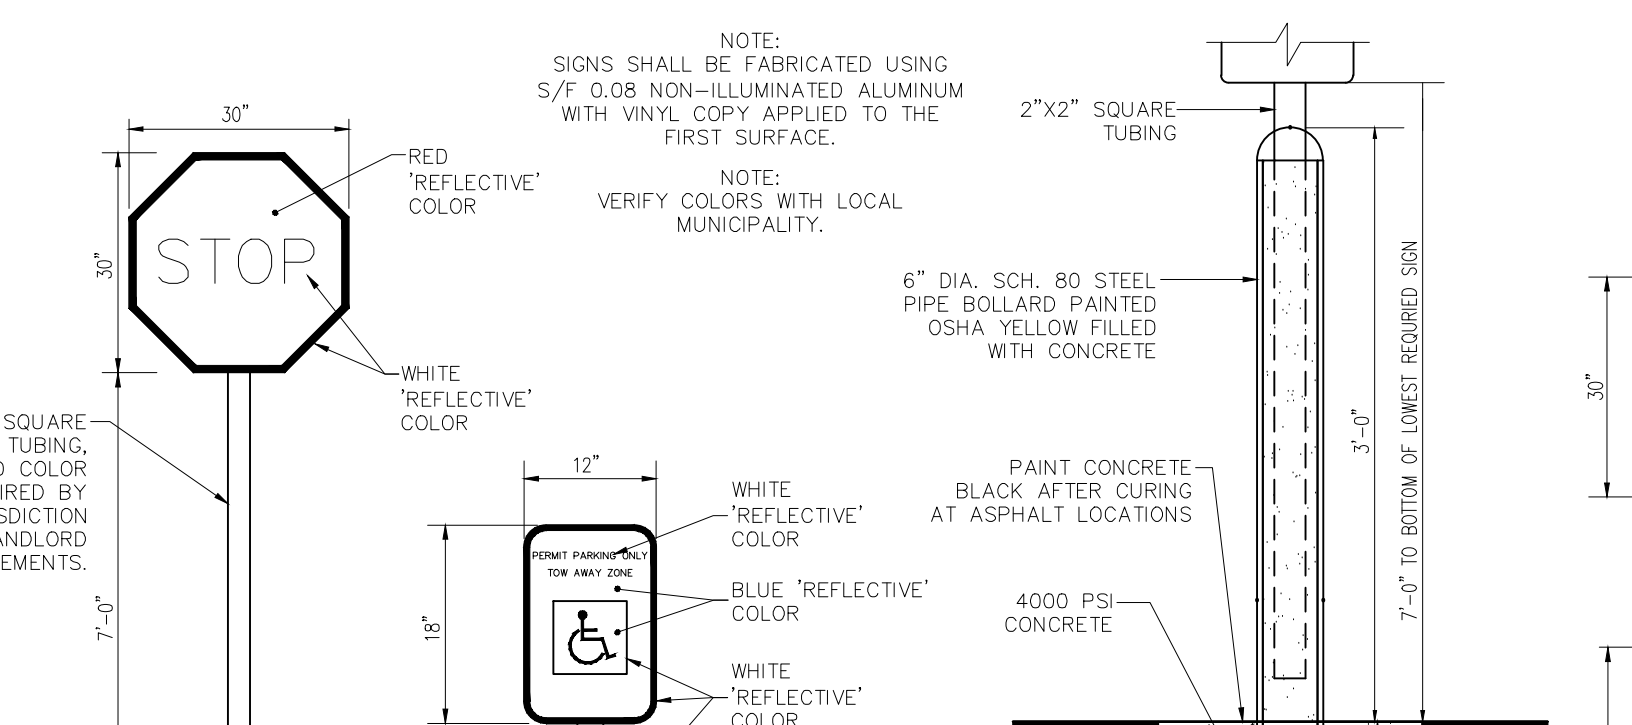 NOTE:
SIGNS SHALL BE FABRICATED USING
S/F 0.08 NON-ILLUMINATED ALUMINUM
WITH VINYL COPY APPLIED TO THE
FIRST SURFACE.
NOTE:
VERIFY COLORS WITH LOCAL
MUNICIPALITY.
30"
30"
RED
'REFLECTIVE'
COLOR
STOP
WHITE
'REFLECTIVE'
COLOR
SQUARE
TUBING,
COLOR
IRED BY
SDICTION
ANDLORD
EMENTS.
7'-0"
12"
18"
PERMIT PARKING ONLY
TOW AWAY ZONE
WHITE
'REFLECTIVE'
COLOR
BLUE 'REFLECTIVE'
COLOR
WHITE
'REFLECTIVE'
COLOR
2"X2" SQUARE
TUBING
6" DIA. SCH. 80 STEEL
PIPE BOLLARD PAINTED
OSHA YELLOW FILLED
WITH CONCRETE
PAINT CONCRETE
BLACK AFTER CURING
AT ASPHALT LOCATIONS
4000 PSI
CONCRETE
3'-0"
7'-0" TO BOTTOM OF LOWEST REQURIED SIGN
30"